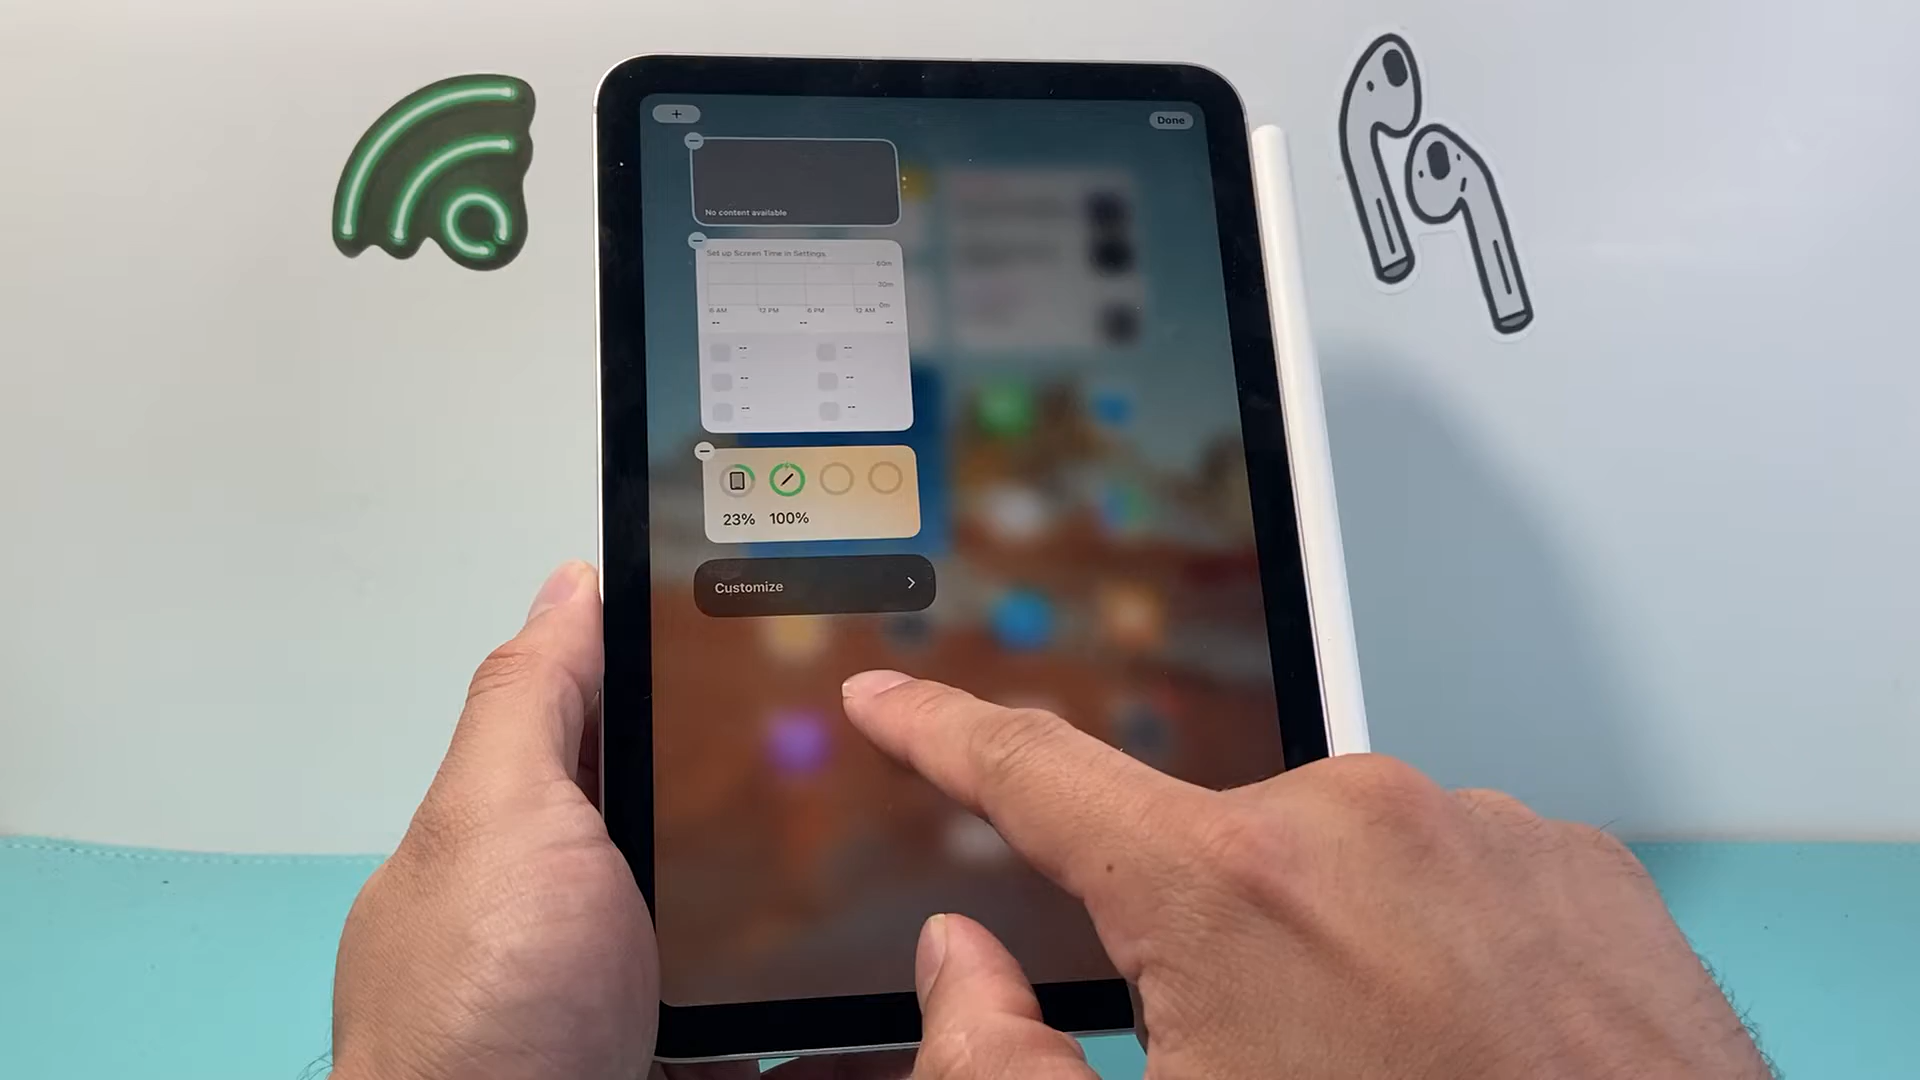 +
Done
No content available
Set up Screen Time in Settings
60m
30m
0m
6 AM 12 PM 6 PM 12 AM
-- -- --
-- --
-- --
-- --
23% 100%
Customize